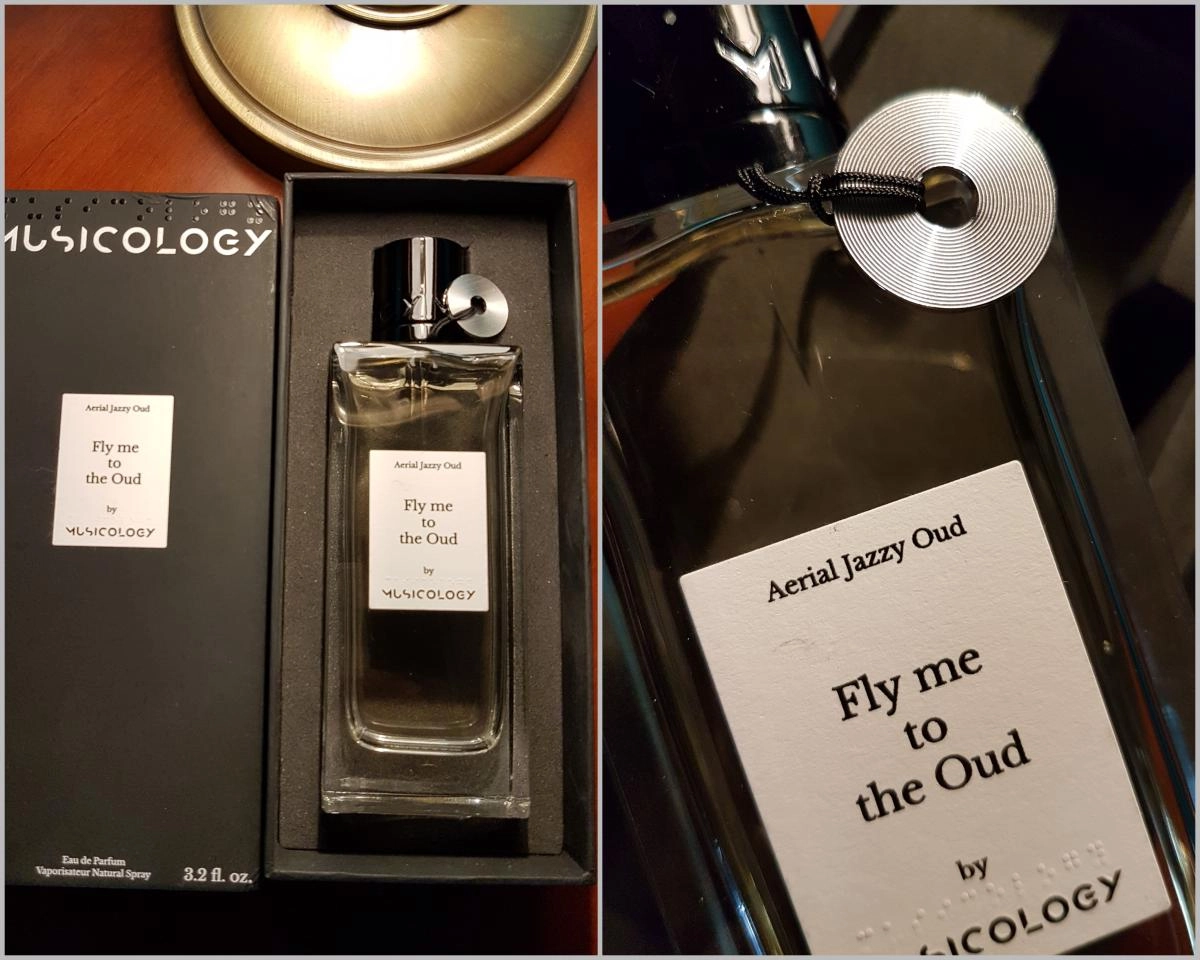 MUSICOLOGY
Aerial Jazzy Oud
Fly me
to
the Oud
by
MUSICOLOGY
Eau de Parfum
Vaporisateur Natural Spray
3.2 fl. oz.
M
Aerial Jazzy Oud
Fly me
to
the Oud
by
MUSICOLOGY
M
Aerial Jazzy Oud
Fly me
to
the Oud
by
SICOLOGY